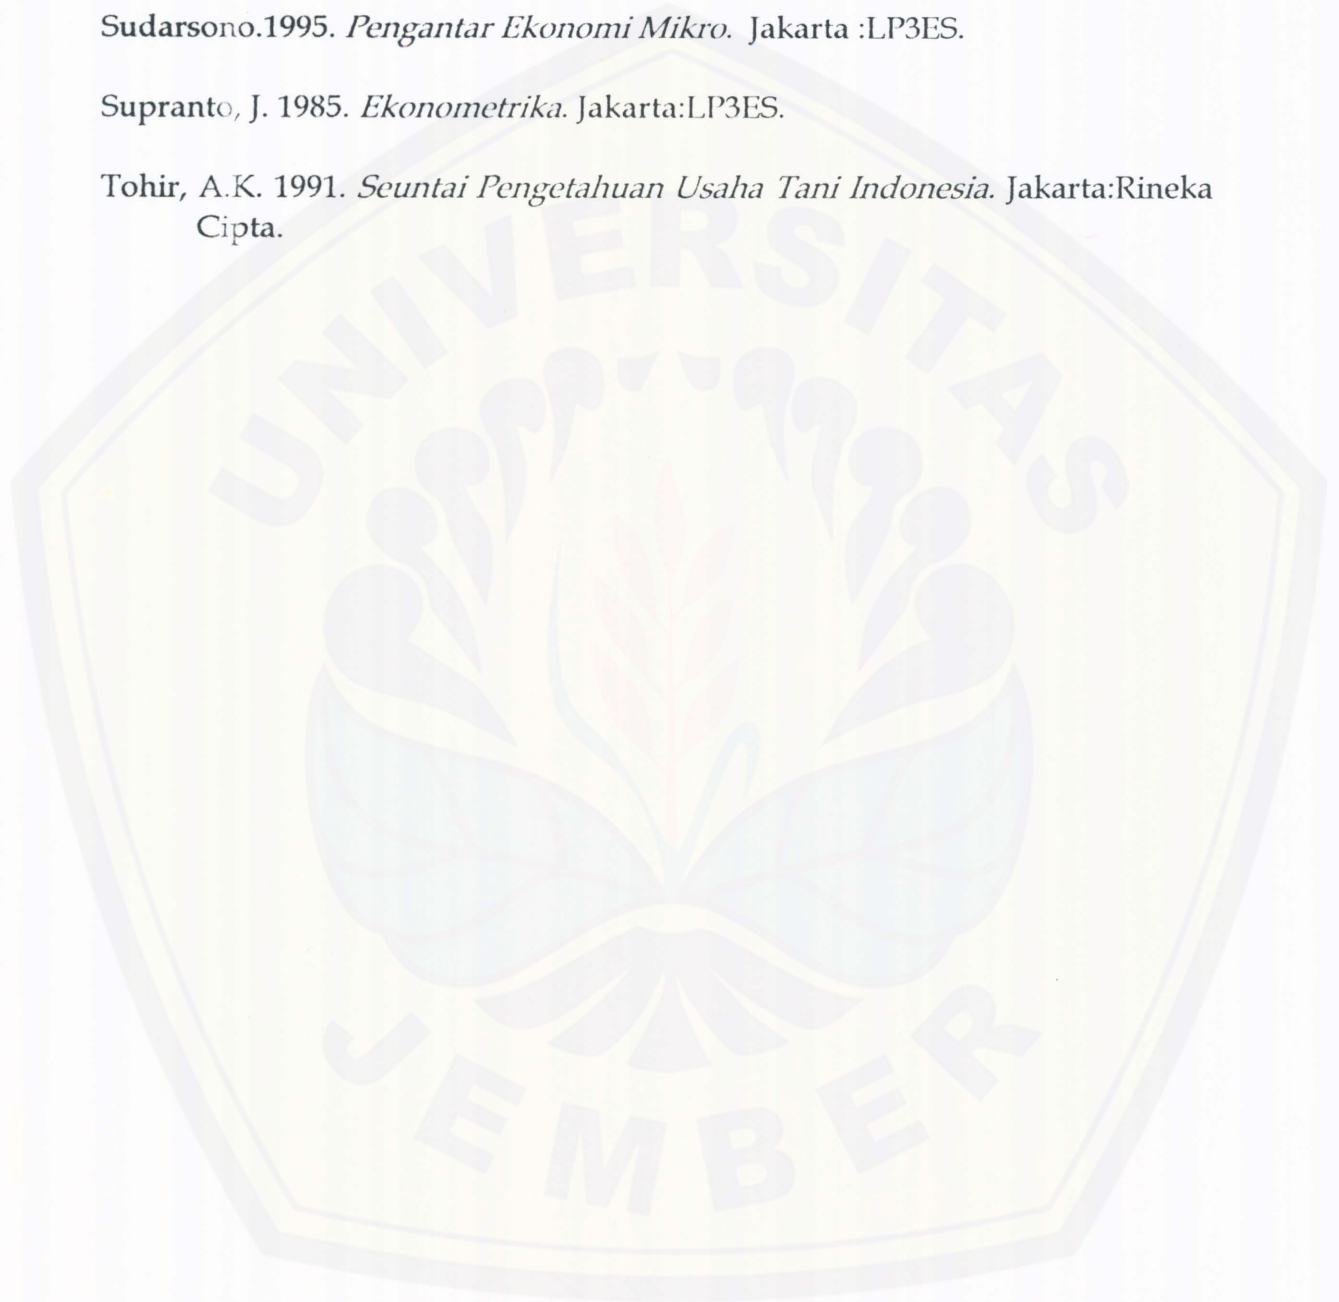 Sudarsono.1995. Pengantar Ekonomi Mikro. Jakarta :LP3ES.
Supranto, J. 1985. Ekonometrika. Jakarta:LP3ES.
Tohir, A.K. 1991. Seuntai Pengetahuan Usaha Tani Indonesia. Jakarta:Rineka
Cipta.
UNIVERSITAS
JEMBER